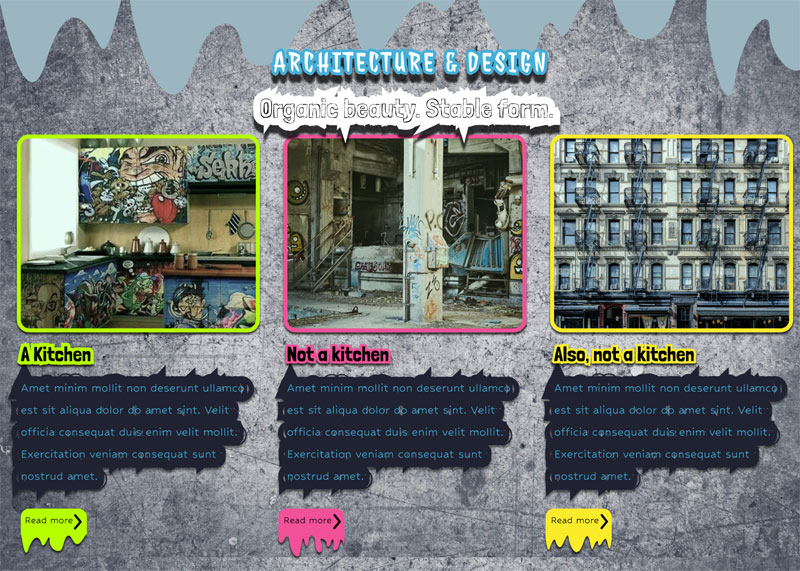 ARCHITECTURE & DESIGN
Organic beauty. Stable form.
A Kitchen
Not a kitchen
Also, not a kitchen
Amet minim mollit non deserunt ullamco
est sit aliqua dolor do amet sint. Velit
officia consequat duis enim velit mollit.
Exercitation veniam consequat sunt
nostrud amet.
Amet minim mollit non deserunt ullamco
est sit aliqua dolor do amet sint. Velit
officia consequat duis enim velit mollit.
Exercitation veniam consequat sunt
nostrud amet.
Amet minim mollit non deserunt ullamco
est sit aliqua dolor do amet sint. Velit
officia consequat duis enim velit mollit.
Exercitation veniam consequat sunt
nostrud amet.
Read more
Read more
Read more